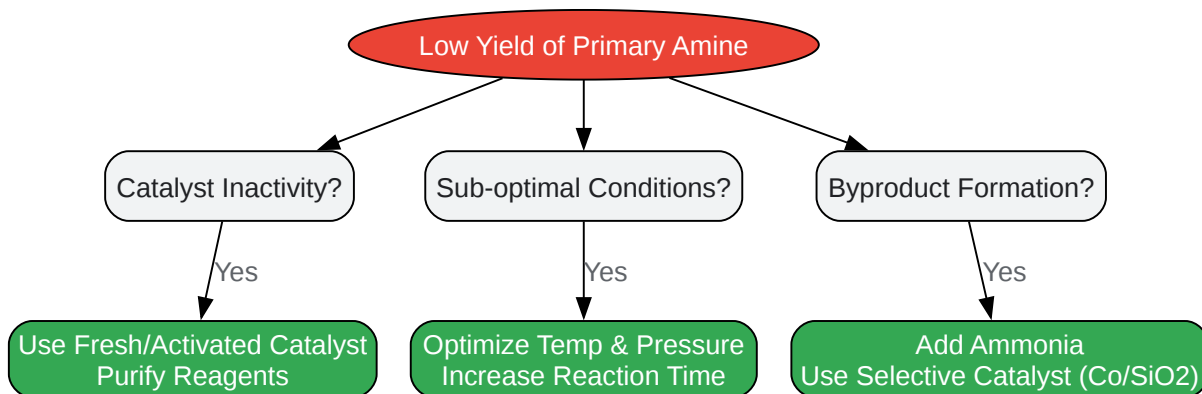 Low Yield of Primary Amine
Catalyst Inactivity?
Sub-optimal Conditions?
Byproduct Formation?
Yes
Yes
Yes
Use Fresh/Activated Catalyst
Purify Reagents
Optimize Temp & Pressure
Increase Reaction Time
Add Ammonia
Use Selective Catalyst (Co/SiO2)